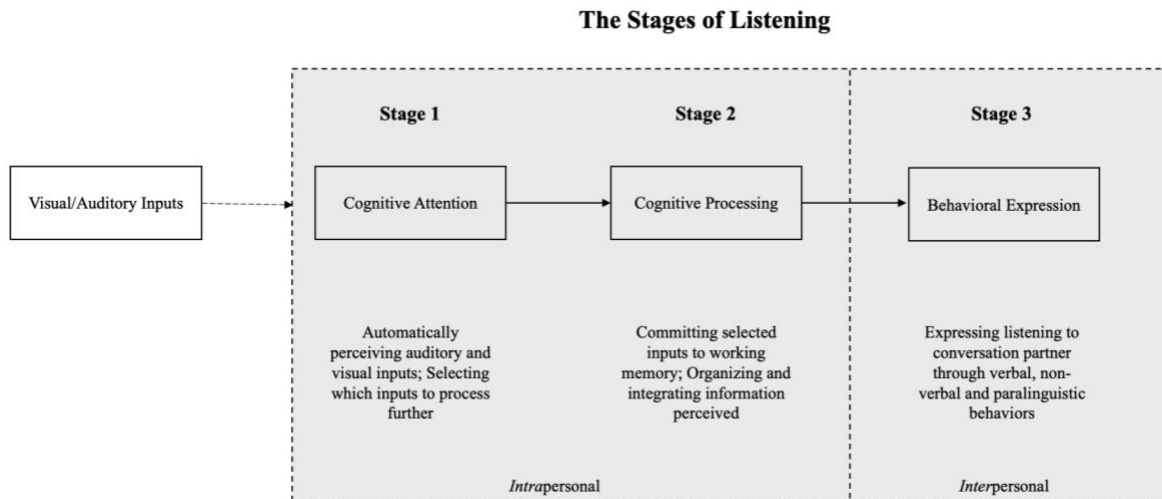 The Stages of Listening
Stage 1
Stage 2
Stage 3
Visual/Auditory Inputs
Cognitive Attention
Cognitive Processing
Behavioral Expression
Automatically
perceiving auditory and
visual inputs; Selecting
which inputs to process
further
Committing selected
inputs to working
memory; Organizing and
integrating information
perceived
Expressing listening to
conversation partner
through verbal, non-
verbal and paralinguistic
behaviors
Intrapersonal
Interpersonal